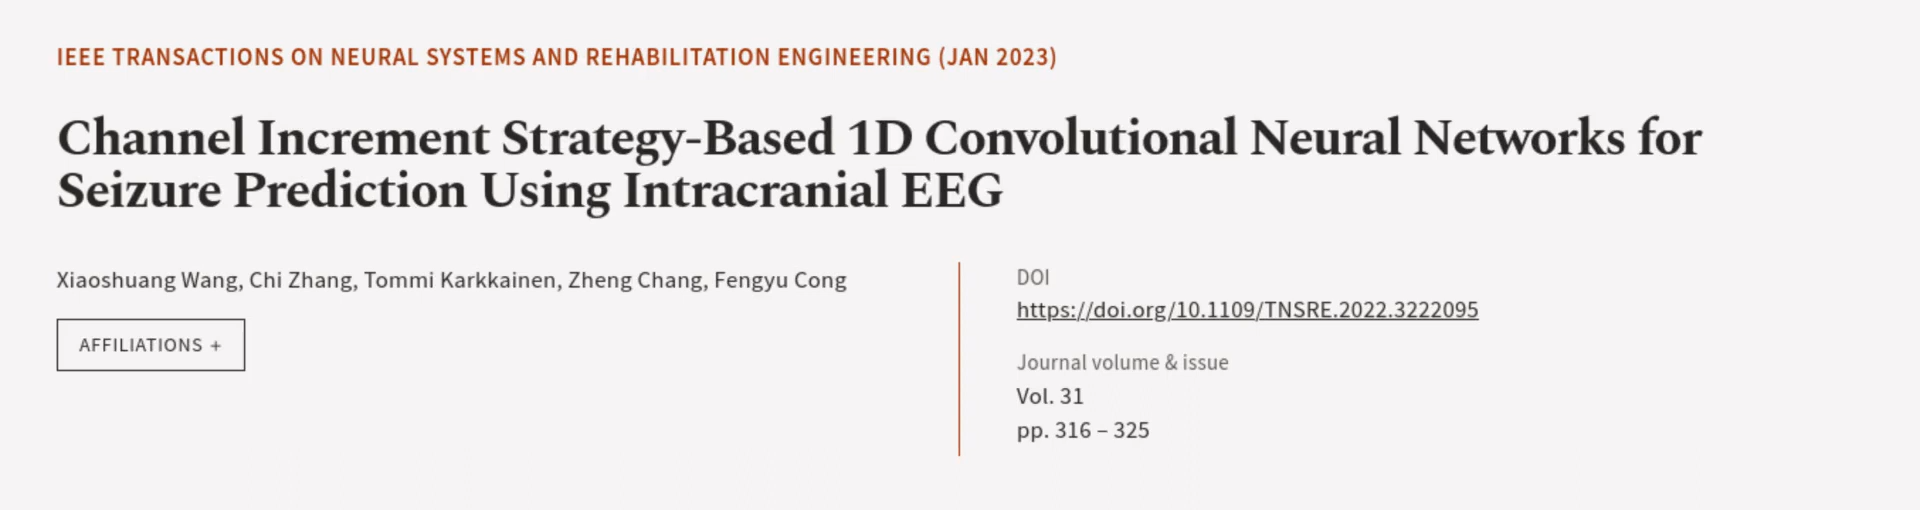 IEEE TRANSACTIONS ON NEURAL SYSTEMS AND REHABILITATION ENGINEERING (JAN 2023)
Channel Increment Strategy-Based 1D Convolutional Neural Networks for
Seizure Prediction Using Intracranial EEG
Xiaoshuang Wang, Chi Zhang, Tommi Karkkainen, Zheng Chang, Fengyu Cong
AFFILIATIONS +
DOI
https://doi.org/10.1109/TNSRE.2022.3222095
Journal volume & issue
Vol. 31
pp. 316 – 325